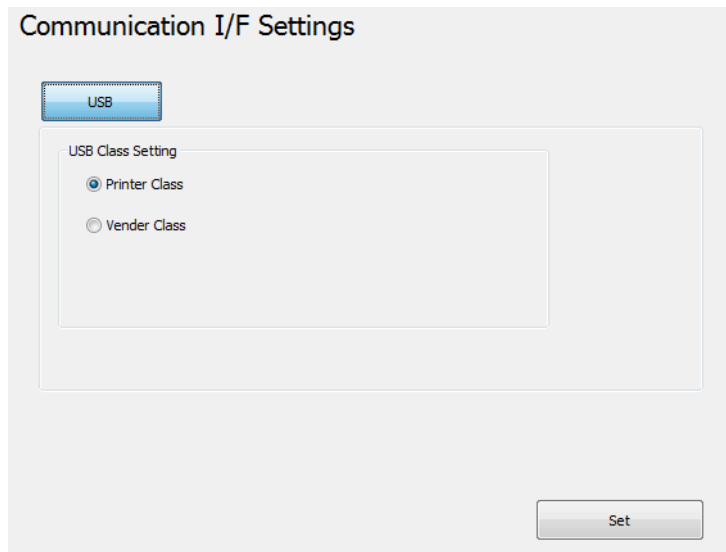 Communication I/F Settings
USB
USB Class Setting
Printer Class
Vender Class
Set